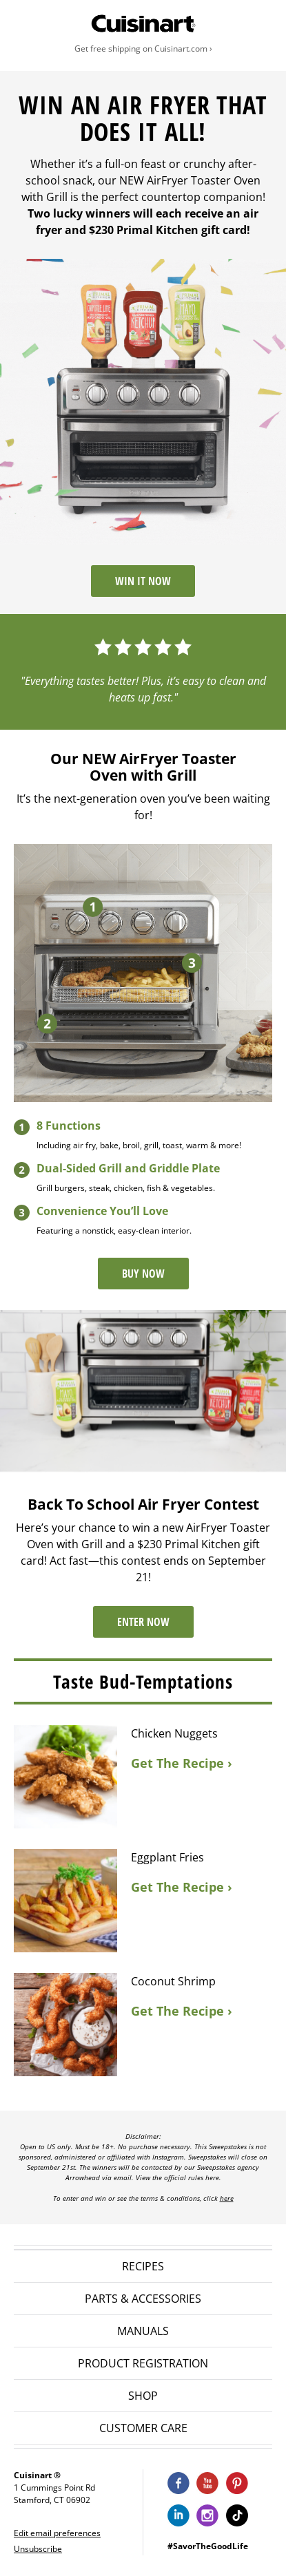 Cuisinart
Get free shipping on Cuisinart.com ›
WIN AN AIR FRYER THAT
DOES IT ALL!
Whether it's a full-on feast or crunchy after-
school snack, our NEW AirFryer Toaster Oven
with Grill is the perfect countertop companion!
Two lucky winners will each receive an air
fryer and $230 Primal Kitchen gift card!
KETCHUP
MAYO
WIN IT NOW
"Everything tastes better! Plus, it's easy to clean and
heats up fast."
Our NEW AirFryer Toaster
Oven with Grill
It's the next-generation oven you've been waiting
for!
1
3
2
1 8 Functions
Including air fry, bake, broil, grill, toast, warm & more!
2 Dual-Sided Grill and Griddle Plate
Grill burgers, steak, chicken, fish & vegetables.
3 Convenience You'll Love
Featuring a nonstick, easy-clean interior.
BUY NOW
MAYO
KETCHUP
Back To School Air Fryer Contest
Here's your chance to win a new AirFryer Toaster
Oven with Grill and a $230 Primal Kitchen gift
card! Act fast—this contest ends on September
21!
ENTER NOW
Taste Bud-Temptations
Chicken Nuggets
Get The Recipe ›
Eggplant Fries
Get The Recipe ›
Coconut Shrimp
Get The Recipe ›
Disclaimer:
Open to US only. Must be 18+. No purchase necessary. This Sweepstakes is not
sponsored, administered or affiliated with Instagram. Sweepstakes will close on
September 21st. The winners will be contacted by our Sweepstakes agency
Arrowhead via email. View the official rules here.
To enter and win or see the terms & conditions, click here
RECIPES
PARTS & ACCESSORIES
MANUALS
PRODUCT REGISTRATION
SHOP
CUSTOMER CARE
Cuisinart ®
1 Cummings Point Rd
Stamford, CT 06902
Edit email preferences
Unsubscribe
You Tube
in
#SavorTheGoodLife